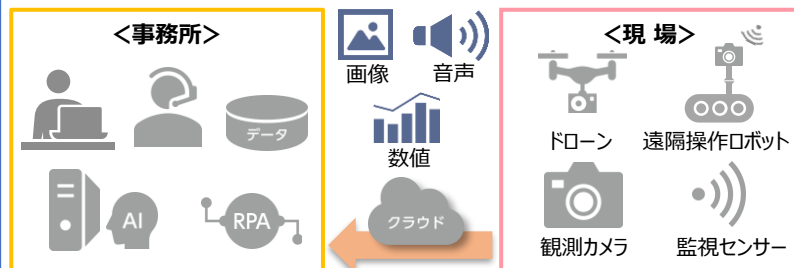 <事務所>
データ
AI
RPA
画像
音声
数値
クラウド
<現 場>
ドローン
遠隔操作ロボット
観測カメラ
監視センサー